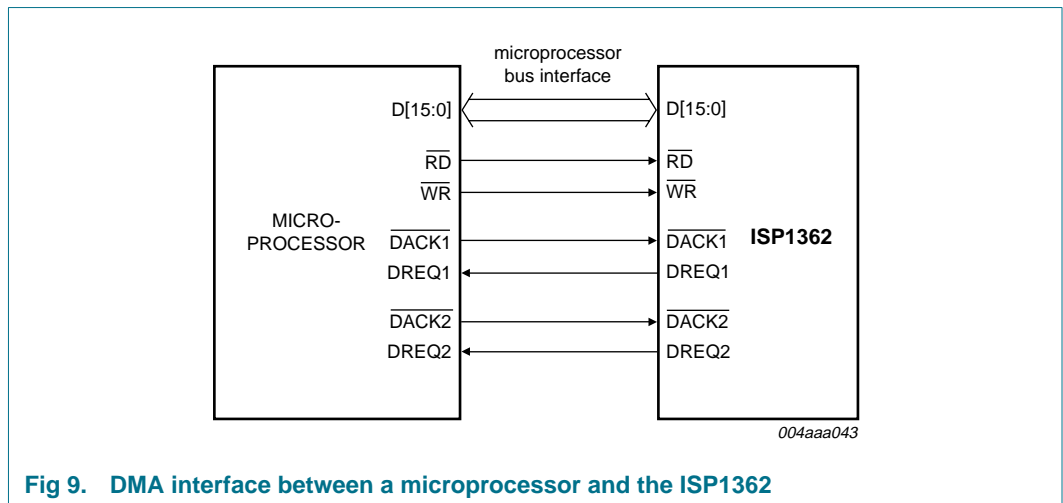 microprocessor
bus interface
D[15:0] D[15:0]
RD RD
WR WR
MICRO-
PROCESSOR
DACK1 DACK1
ISP1362
DREQ1 DREQ1
DACK2 DACK2
DREQ2 DREQ2
004aaa043
Fig 9. DMA interface between a microprocessor and the ISP1362